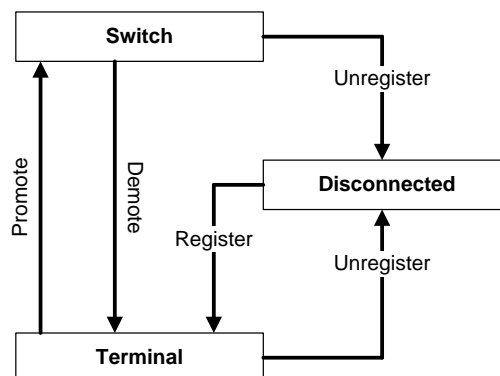 Switch
Unregister
Promote
Demote
Disconnected
Register
Unregister
Terminal